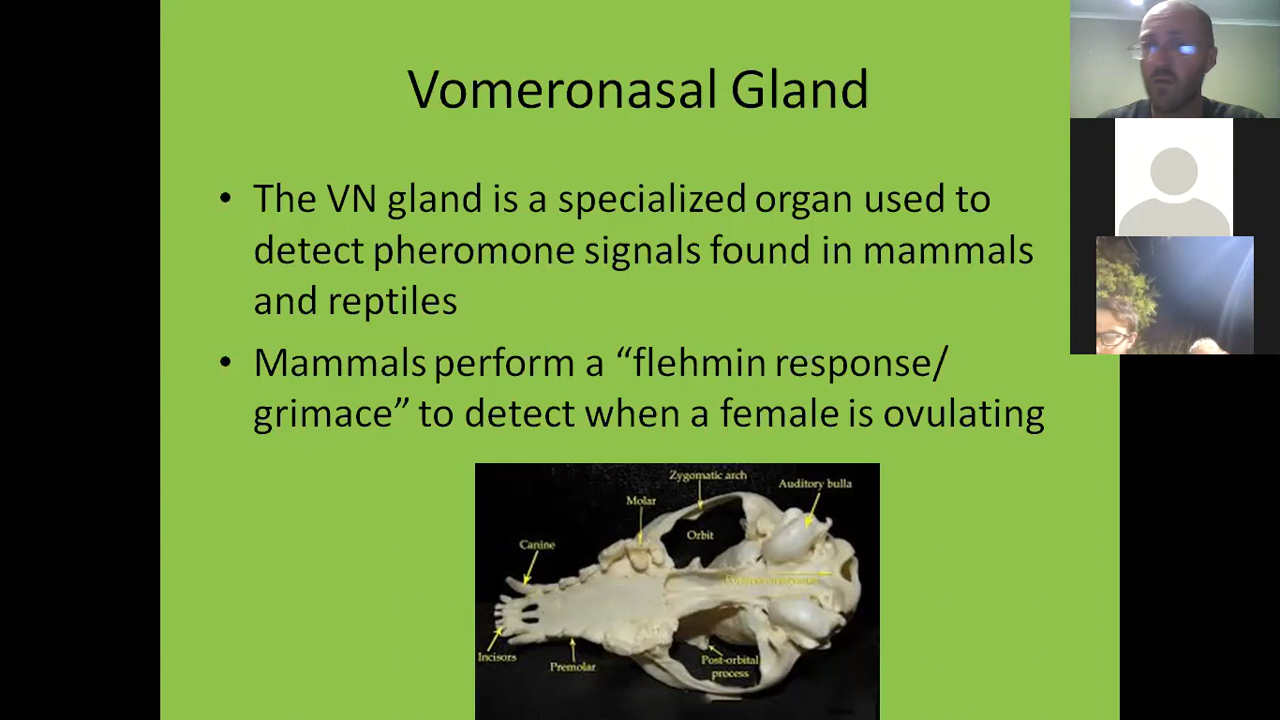 Vomeronasal Gland
• The VN gland is a specialized organ used to
detect pheromone signals found in mammals
and reptiles
• Mammals perform a “flehmin response/
grimace” to detect when a female is ovulating
Zygomatic arch
Auditory bulla
Molar
Orbit
Canine
Incisors
Premolar
Post-orbital
process